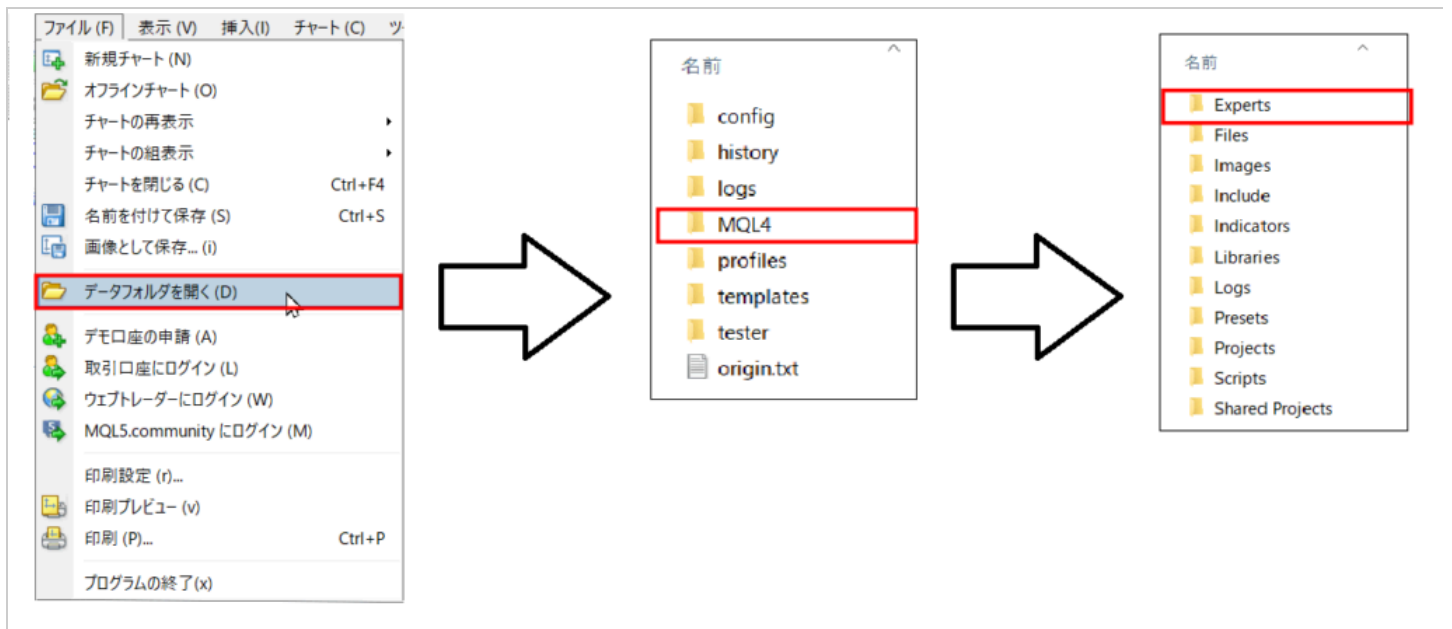 ファイル (F) 表示 (V) 挿入(I) チャート (C) ツ
新規チャート (N)
オフラインチャート (O)
チャートの再表示
チャートの組表示
チャートを閉じる (C) Ctrl+F4
名前を付けて保存 (S) Ctrl+S
画像として保存... (i)
データフォルダを開く (D)
デモ口座の申請 (A)
取引口座にログイン (L)
ウェブトレーダーにログイン (W)
MQL5.community にログイン (M)
印刷設定 (r)...
印刷プレビュー (v)
印刷 (P)... Ctrl+P
プログラムの終了(x)
名前
config
history
logs
MQL4
profiles
templates
tester
origin.txt
名前
Experts
Files
Images
Include
Indicators
Libraries
Logs
Presets
Projects
Scripts
Shared Projects